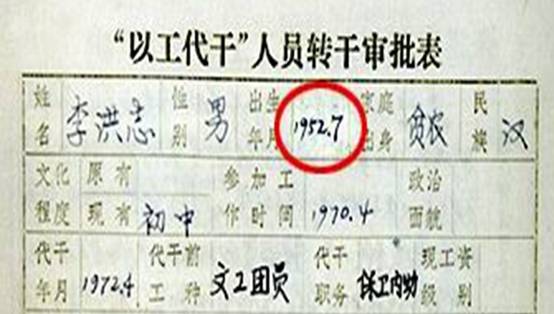 “以工代干”人员转干审批表
姓名 李洪志 性别 男 出生年月 1952.7 家庭出身 贫农 民族 汉
文化程度 原有 现有 初中 参加工作时间 1970.4 政治面貌
代干年月 1972.4 代干前工种 文工团员 代干职务 保卫内勤 现工资级别